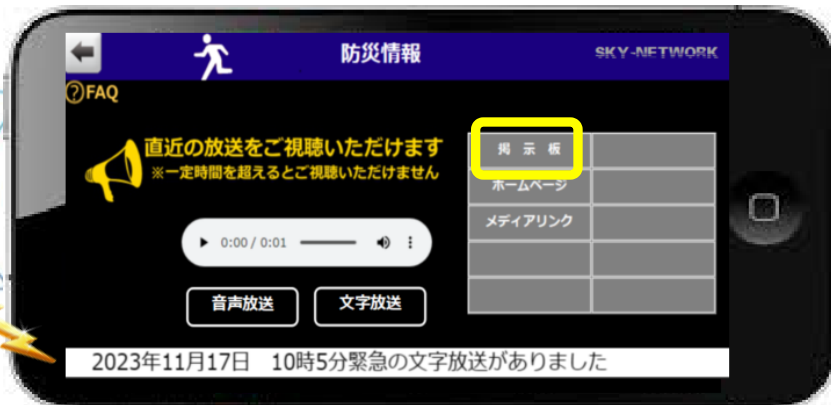 防災情報
SKY-NETWORK
?FAQ
直近の放送をご視聴いただけます
※一定時間を超えるとご視聴いただけません
掲 示 板
ホームページ
メディアリンク
0:00 / 0:01
音声放送
文字放送
2023年11月17日 10時5分緊急の文字放送がありました